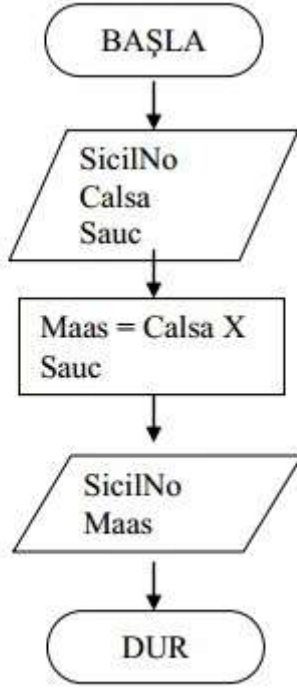 BAŞLA
SicilNo
Calsa
Sauc
Maas = Calsa X
Sauc
SicilNo
Maas
DUR